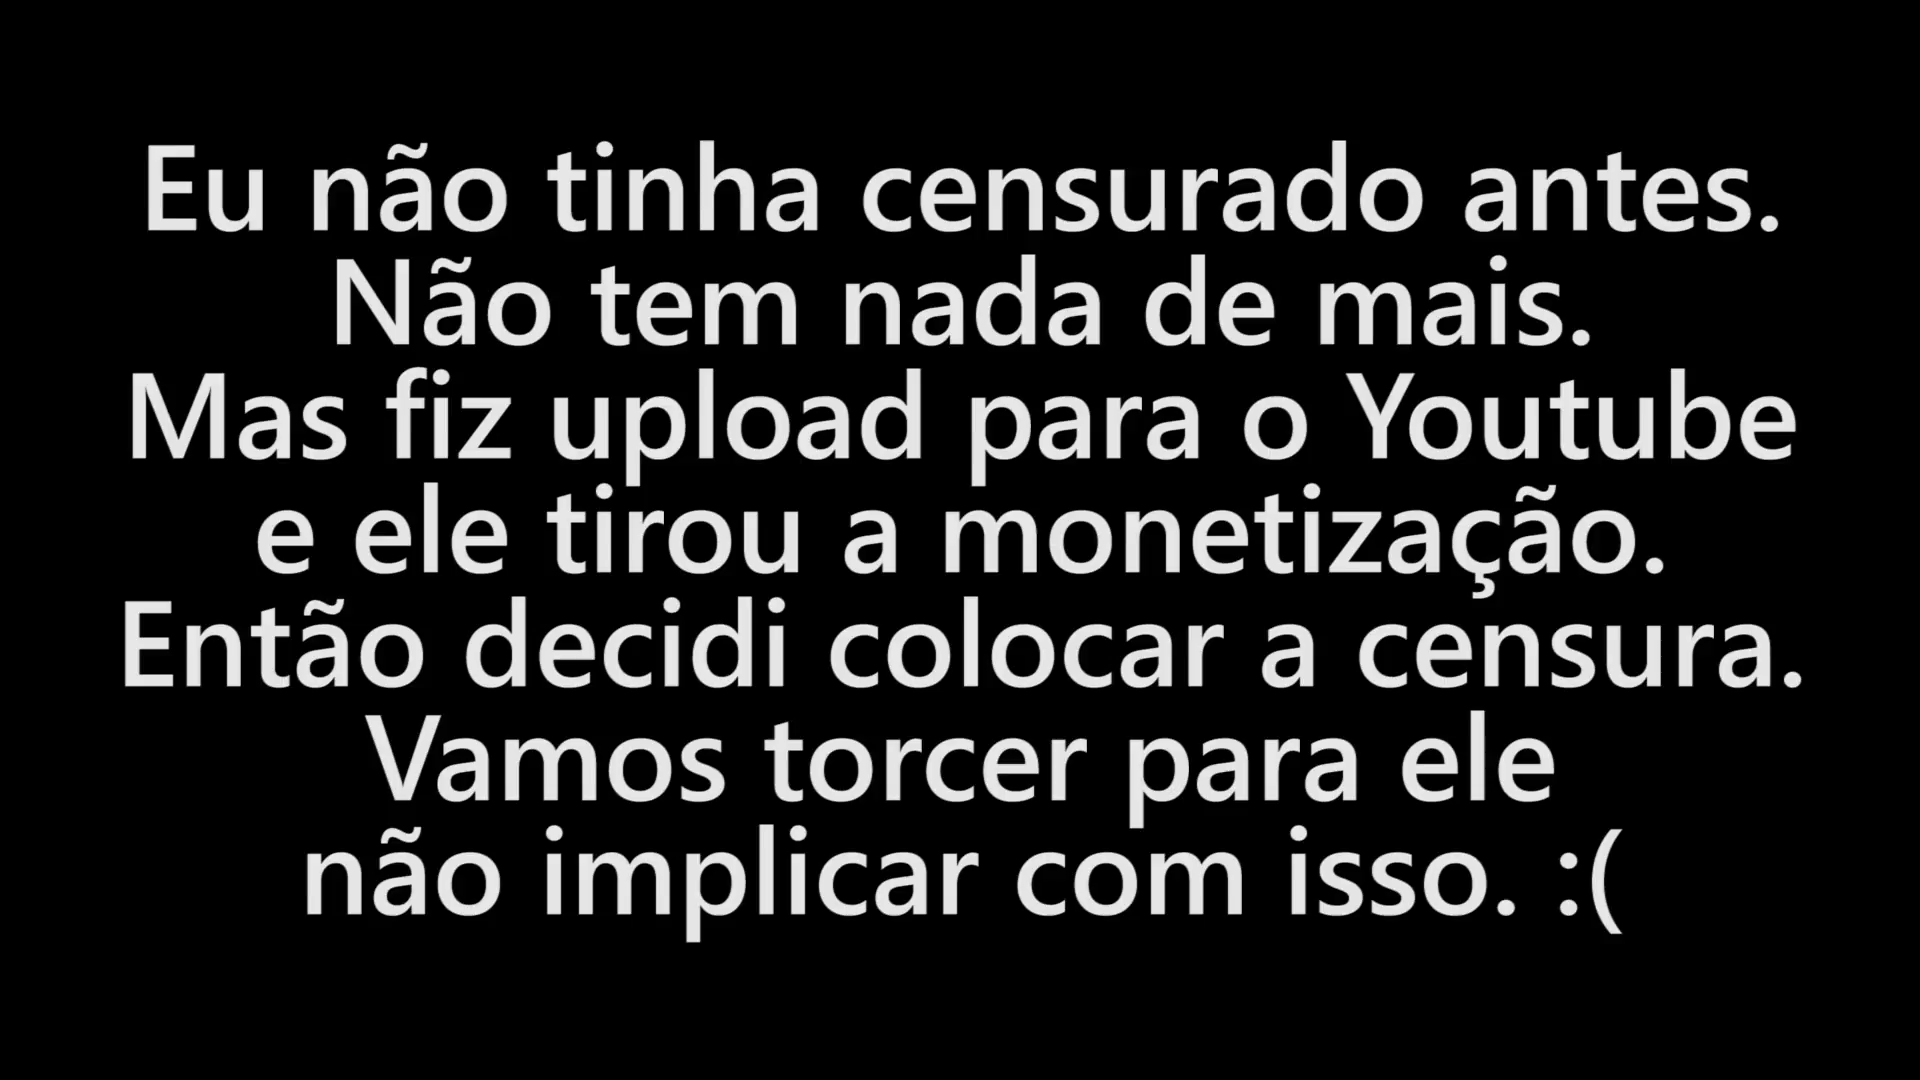 Eu não tinha censurado antes.
Não tem nada de mais.
Mas fiz upload para o Youtube
e ele tirou a monetização.
Então decidi colocar a censura.
Vamos torcer para ele
não implicar com isso. :(